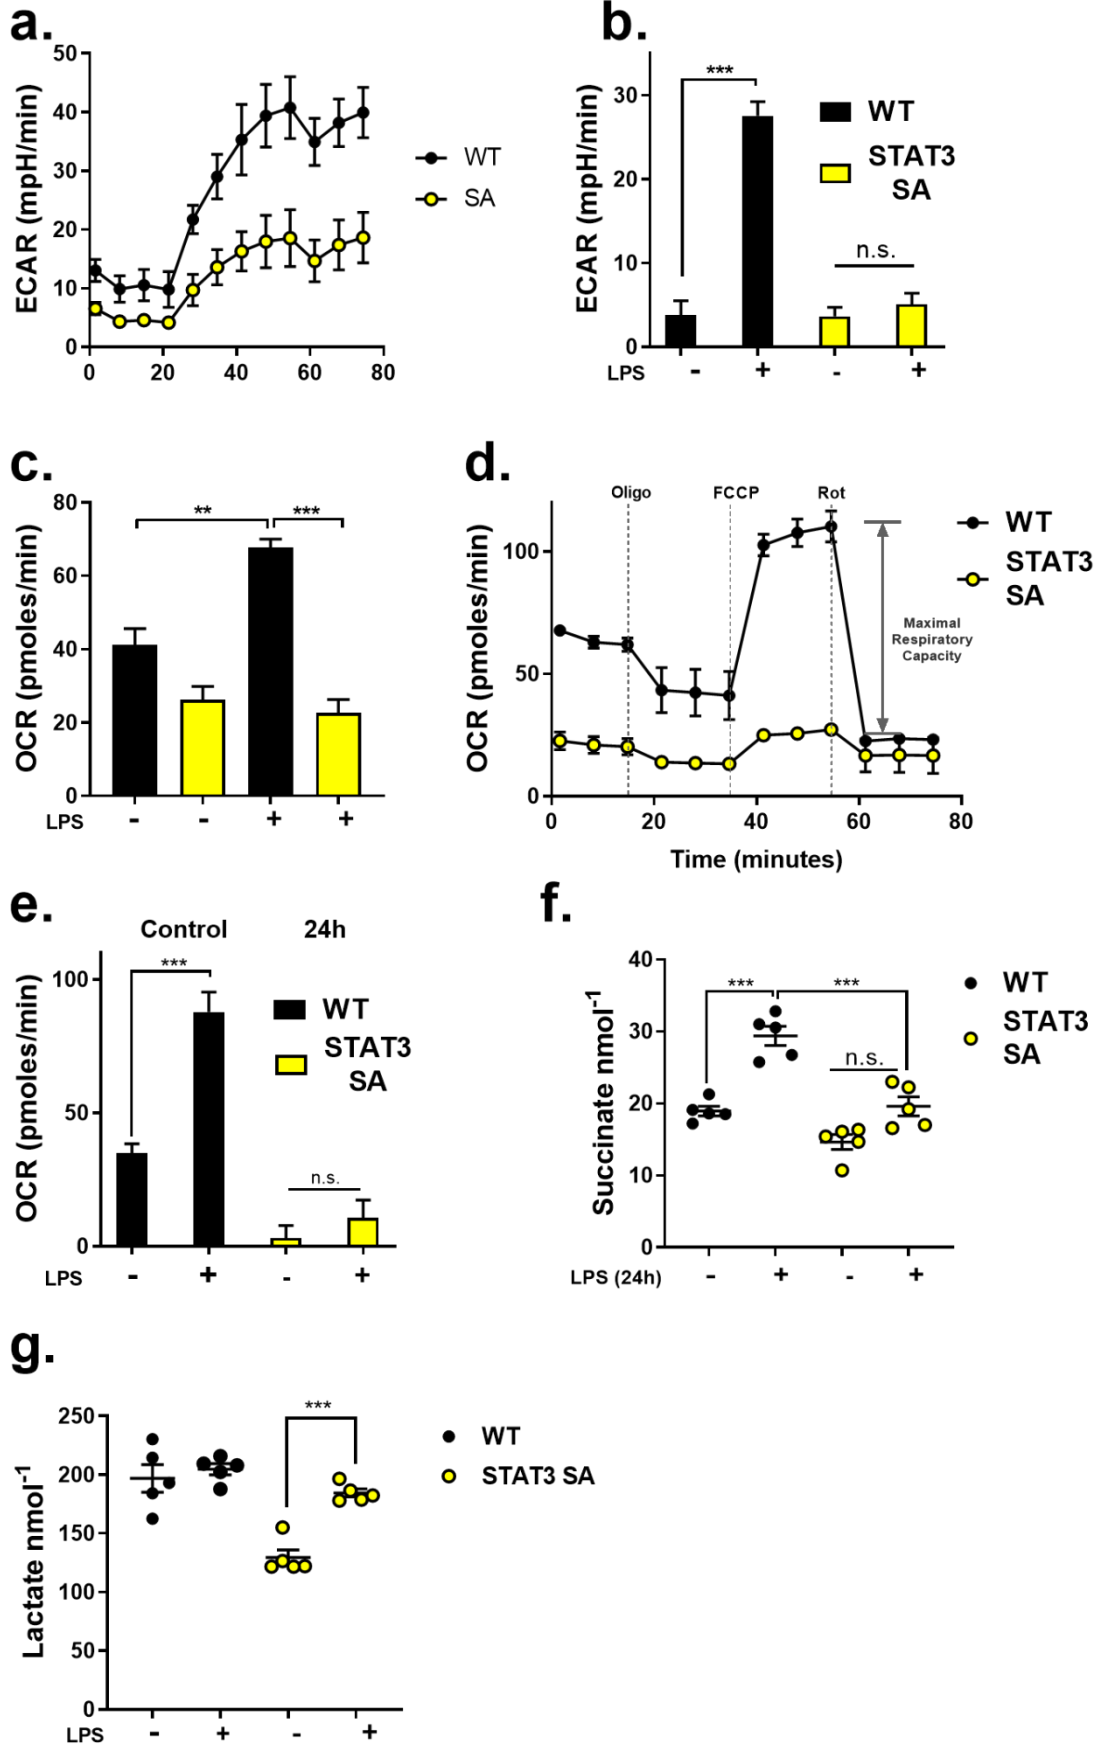 a.
50
40
30
20
10
0
ECAR (mpH/min)
0 20 40 60 80
WT
SA
b.
30
20
10
0
ECAR (mpH/min)
***
n.s.
WT
STAT3
SA
LPS - + - +
c.
80
60
40
20
0
OCR (pmoles/min)
** ***
LPS - - + +
d.
Oligo FCCP Rot
100
50
0
OCR (pmoles/min)
0 20 40 60 80
Time (minutes)
Maximal
Respiratory
Capacity
WT
STAT3
SA
e.
Control 24h
100
50
0
OCR (pmoles/min)
***
n.s.
WT
STAT3
SA
LPS - + - +
f.
40
30
20
10
0
Succinate nmol⁻¹
*** ***
n.s.
WT
STAT3
SA
LPS (24h) - + - +
g.
250
200
150
100
50
0
Lactate nmol⁻¹
***
WT
STAT3 SA
LPS - + - +